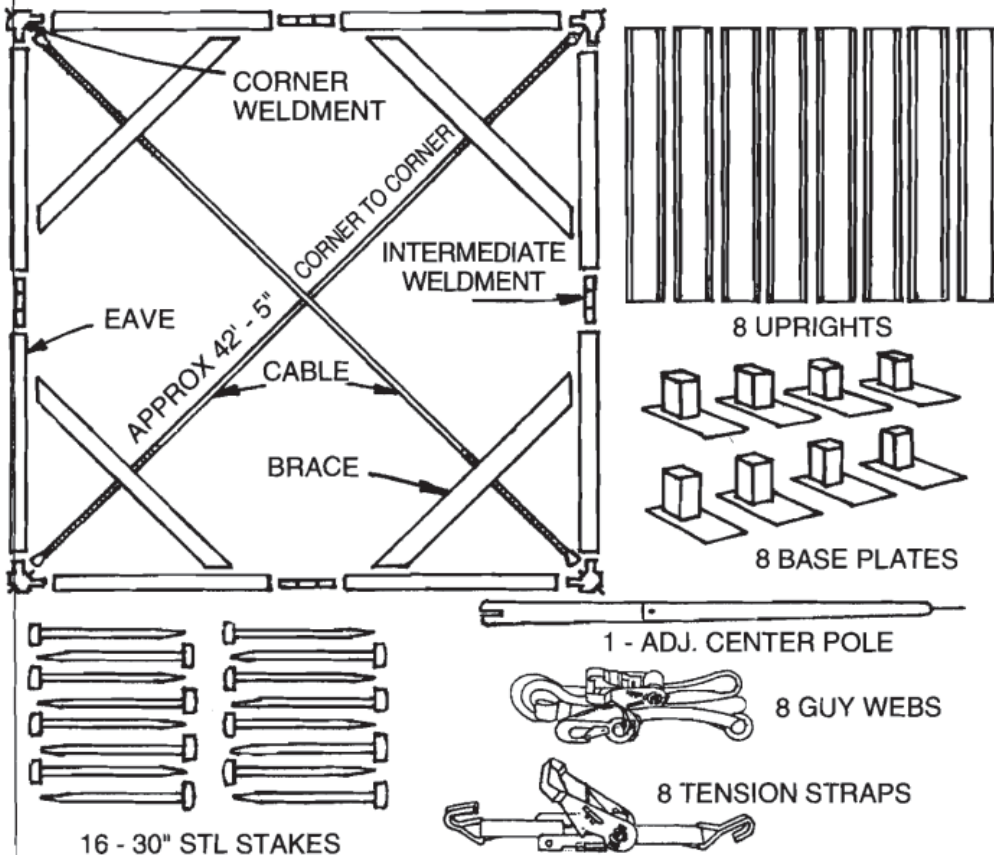 CORNER
WELDMENT
APPROX 42' - 5" CORNER TO CORNER
INTERMEDIATE
WELDMENT
EAVE
CABLE
BRACE
8 UPRIGHTS
8 BASE PLATES
1 - ADJ. CENTER POLE
8 GUY WEBS
8 TENSION STRAPS
16 - 30" STL STAKES